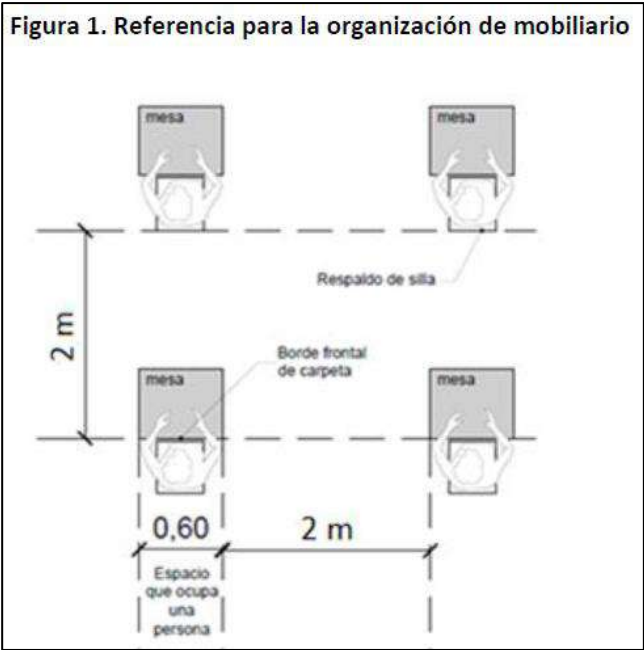 Figura 1. Referencia para la organización de mobiliario
mesa
mesa
Respaldo de silla
2 m
Borde frontal
de carpeta
mesa
mesa
0,60
2 m
Espacio
que ocupa
una
persona